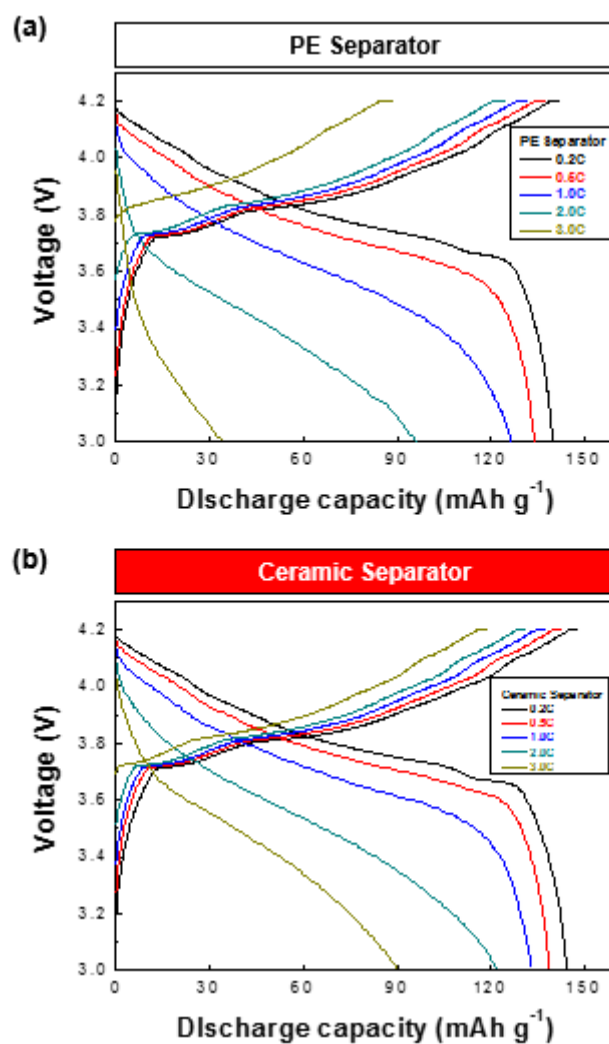 (a)
PE Separator
4.2
4.0
3.8
3.6
3.4
3.2
3.0
Voltage (V)
PE Separator
0.2C
0.5C
1.0C
2.0C
3.0C
0 30 60 90 120 150
DIscharge capacity (mAh g⁻¹)
(b)
Ceramic Separator
4.2
4.0
3.8
3.6
3.4
3.2
3.0
Voltage (V)
Ceramic Separator
0.2C
0.5C
1.0C
2.0C
3.0C
0 30 60 90 120 150
DIscharge capacity (mAh g⁻¹)